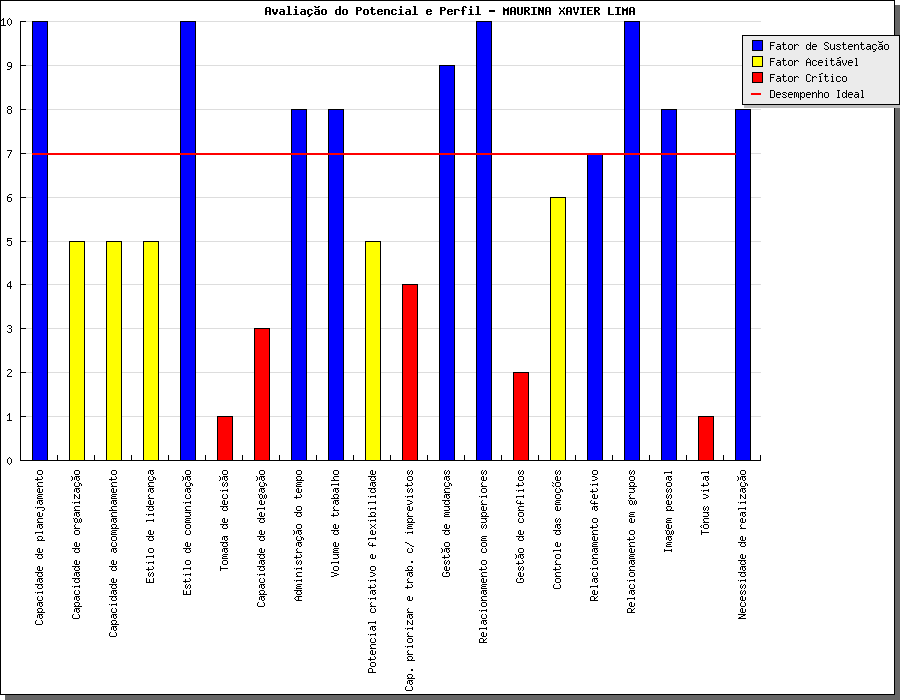 Avaliação do Potencial e Perfil - MAURINA XAVIER LIMA
Fator de Sustentação
Fator Aceitável
Fator Crítico
Desempenho Ideal
10
9
8
7
6
5
4
3
2
1
0
Capacidade de planejamento
Capacidade de organização
Capacidade de acompanhamento
Estilo de liderança
Estilo de comunicação
Tomada de decisão
Capacidade de delegação
Administração do tempo
Volume de trabalho
Potencial criativo e flexibilidade
Cap. priorizar e trab. c/ imprevistos
Gestão de mudanças
Relacionamento com superiores
Gestão de conflitos
Controle das emoções
Relacionamento afetivo
Relacionamento em grupos
Imagem pessoal
Tônus vital
Necessidade de realização